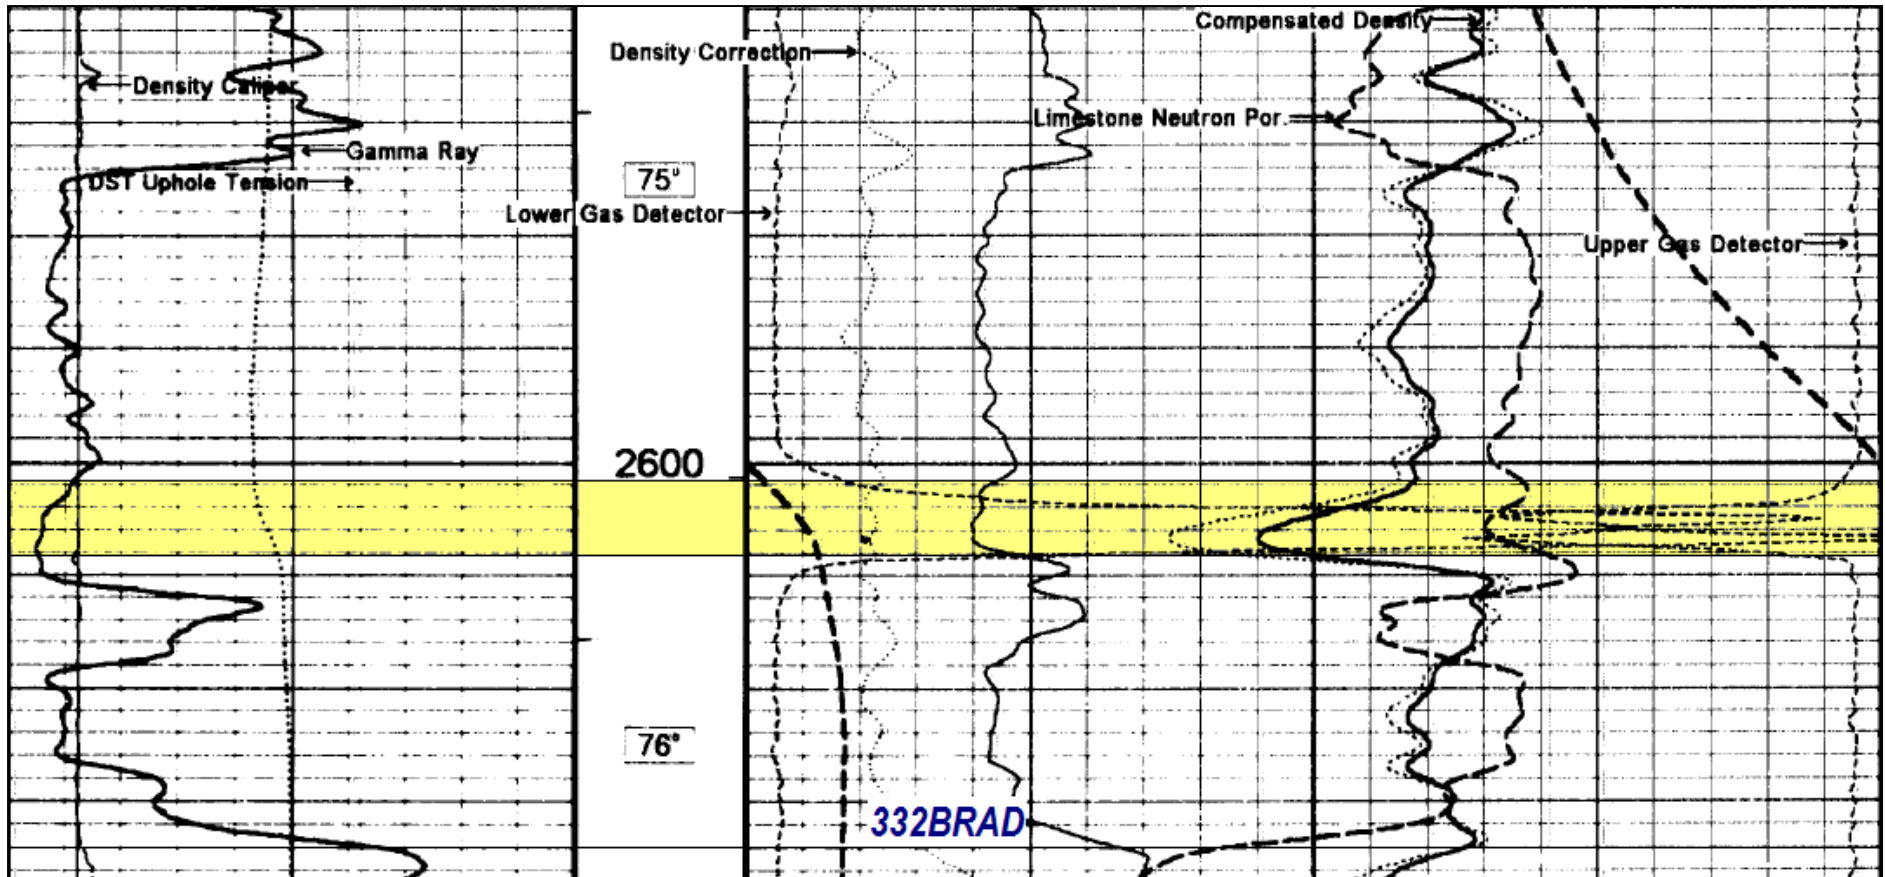 Compensated Density
Density Correction
Density Caliper
Limestone Neutron Por.
Gamma Ray
75°
DST Uphole Tension
Lower Gas Detector
Upper Gas Detector
2600
76°
332BRAD